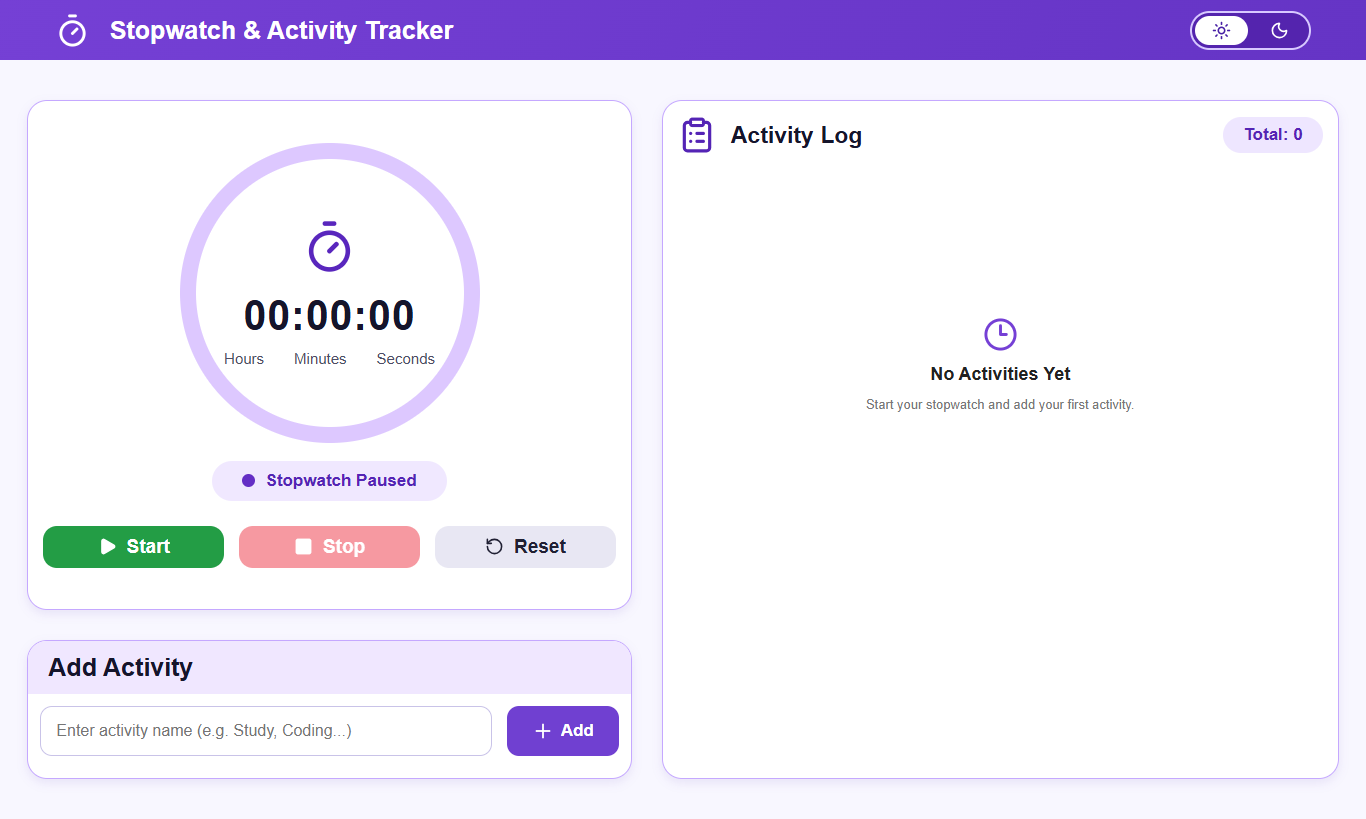 Stopwatch & Activity Tracker
00:00:00
Hours Minutes Seconds
Stopwatch Paused
Start Stop Reset
Add Activity
Enter activity name (e.g. Study, Coding...)
Add
Activity Log
Total: 0
No Activities Yet
Start your stopwatch and add your first activity.